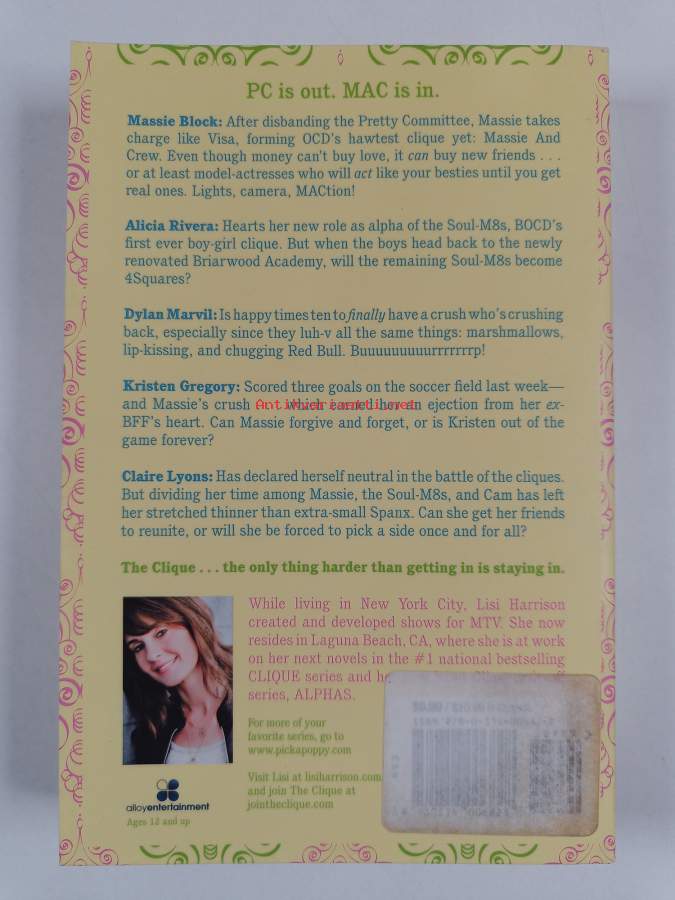 PC is out. MAC is in.
Massie Block: After disbanding the Pretty Committee, Massie takes
charge like Visa, forming OCD's hawtest clique yet: Massie And
Crew. Even though money can't buy love, it can buy new friends . . .
or at least model-actresses who will act like your besties until you get
real ones. Lights, camera, MACtion!
Alicia Rivera: Hearts her new role as alpha of the Soul-M8s, BOCD's
first ever boy-girl clique. But when the boys head back to the newly
renovated Briarwood Academy, will the remaining Soul-M8s become
4Squares?
Dylan Marvil: Is happy times ten to finally have a crush who's crushing
back, especially since they luh-v all the same things: marshmallows,
lip-kissing, and chugging Red Bull. Buuuuuuuuurrrrrrrp!
Kristen Gregory: Scored three goals on the soccer field last week—
and Massie's crush — which earned her an ejection from her ex-
Antikvariaatti.net
BFF's heart. Can Massie forgive and forget, or is Kristen out of the
game forever?
Claire Lyons: Has declared herself neutral in the battle of the cliques.
But dividing her time among Massie, the Soul-M8s, and Cam has left
her stretched thinner than extra-small Spanx. Can she get her friends
to reunite, or will she be forced to pick a side once and for all?
The Clique . . . the only thing harder than getting in is staying in.
While living in New York City, Lisi Harrison
created and developed shows for MTV. She now
resides in Laguna Beach, CA, where she is at work
on her next novels in the #1 national bestselling
CLIQUE series and
series, ALPHAS.
For more of your
favorite series, go to
www.pickapoppy.com
Visit Lisi at lisiharrison.com
and join The Clique at
jointheclique.com
alloyentertainment
Ages 12 and up